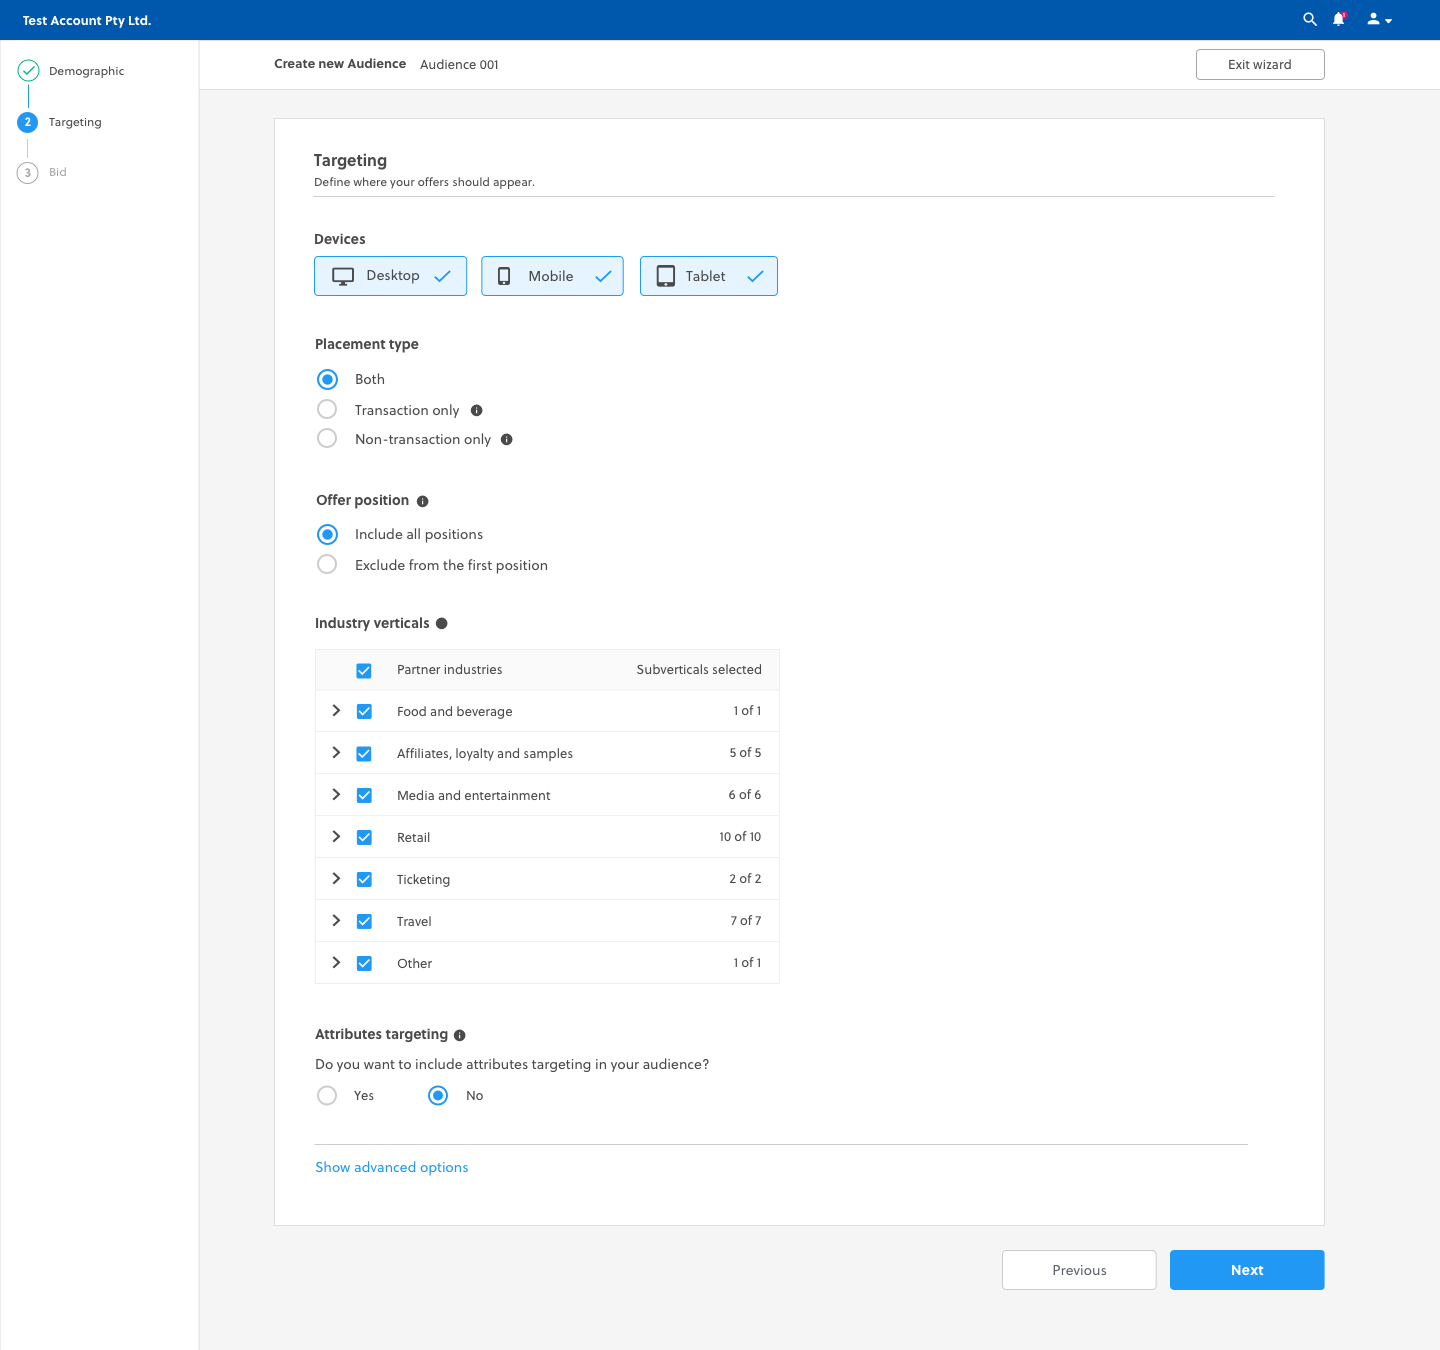 Test Account Pty Ltd.
Demographic
2 Targeting
3 Bid
Create new Audience Audience 001 Exit wizard
Targeting
Define where your offers should appear.
Devices
Desktop Mobile Tablet
Placement type
Both
Transaction only
Non-transaction only
Offer position
Include all positions
Exclude from the first position
Industry verticals
Partner industries Subverticals selected
Food and beverage 1 of 1
Affiliates, loyalty and samples 5 of 5
Media and entertainment 6 of 6
Retail 10 of 10
Ticketing 2 of 2
Travel 7 of 7
Other 1 of 1
Attributes targeting
Do you want to include attributes targeting in your audience?
Yes No
Show advanced options
Previous Next